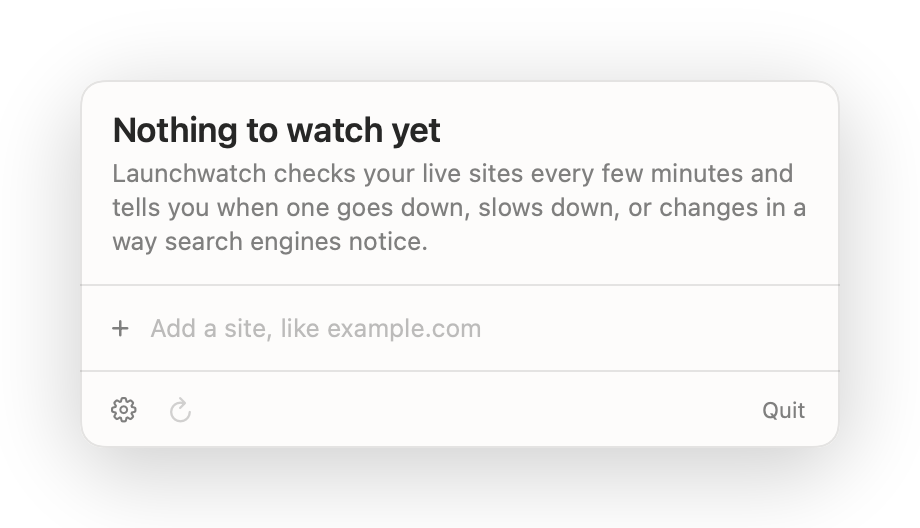 Nothing to watch yet
Launchwatch checks your live sites every few minutes and
tells you when one goes down, slows down, or changes in a
way search engines notice.
+ Add a site, like example.com
Quit